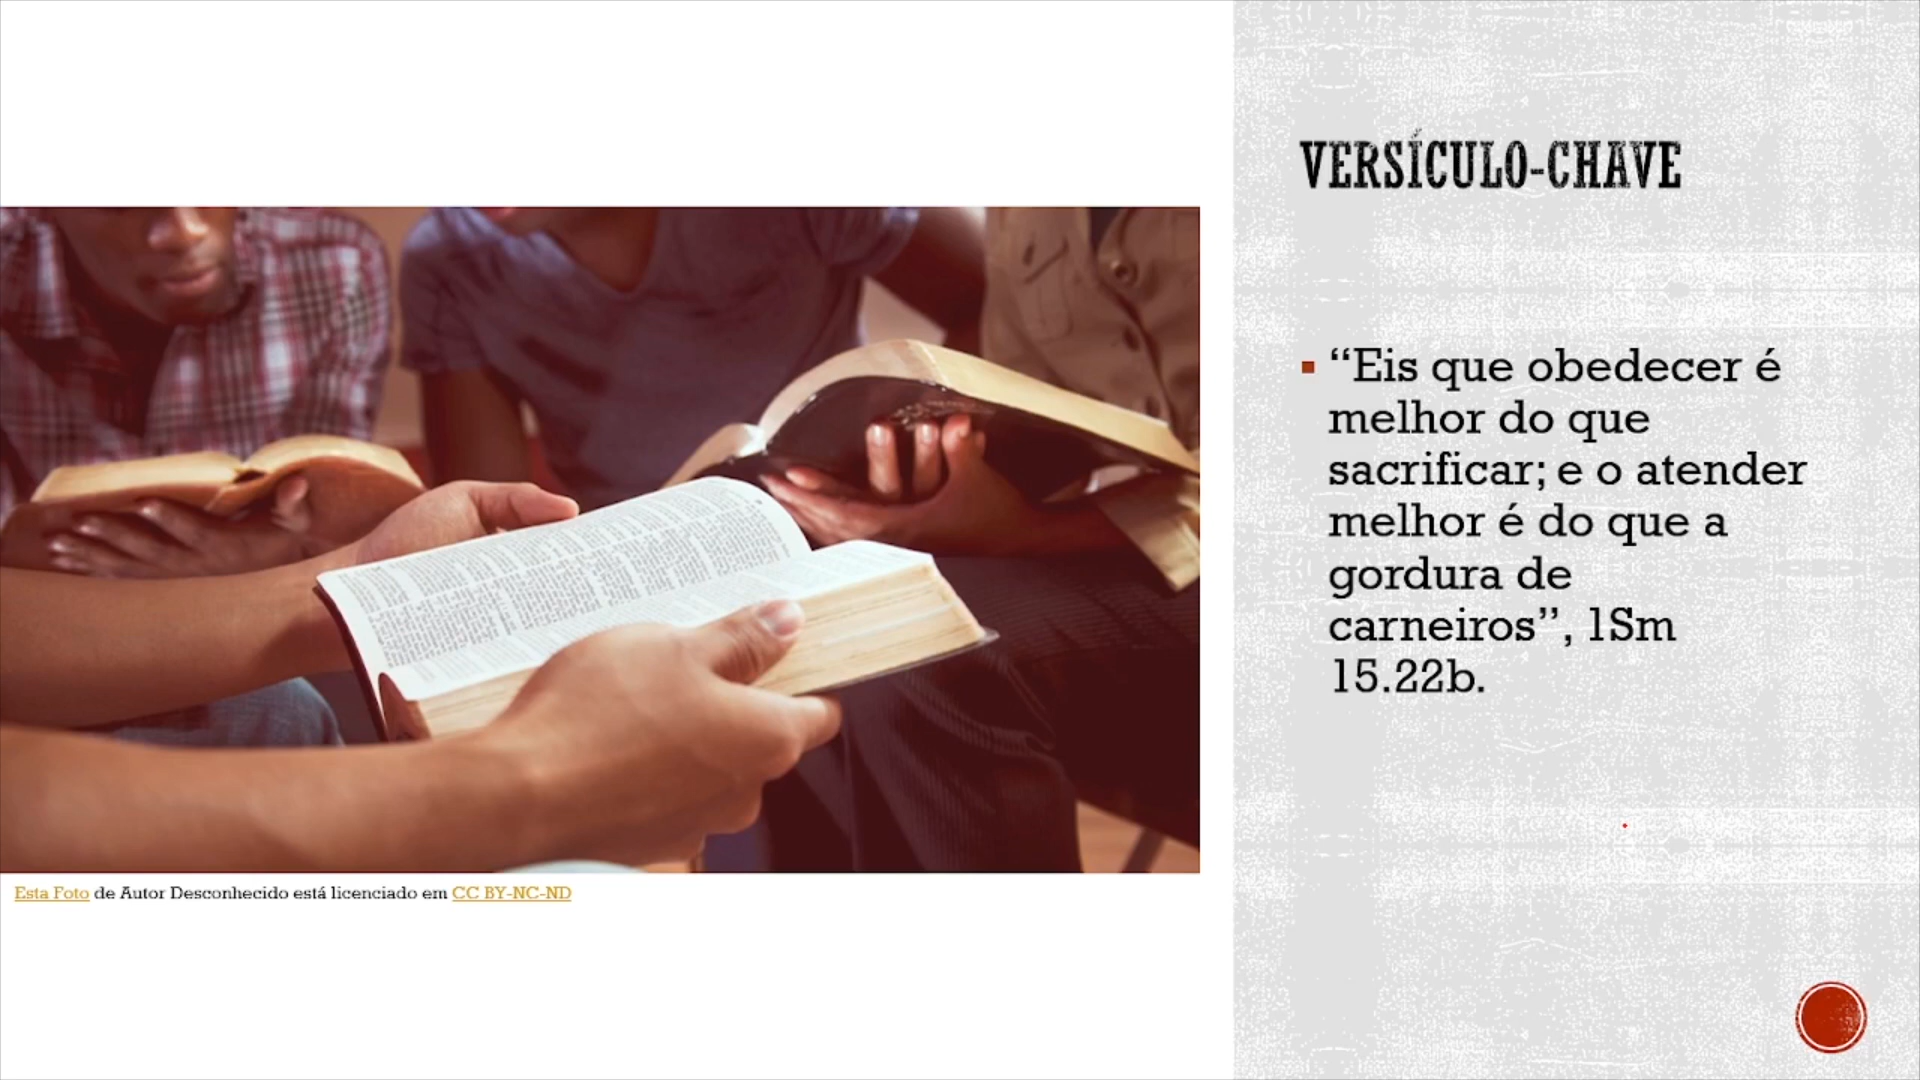 VERSÍCULO-CHAVE
“Eis que obedecer é
melhor do que
sacrificar; e o atender
melhor é do que a
gordura de
carneiros”, 1Sm
15.22b.
Esta Foto de Autor Desconhecido está licenciado em CC BY-NC-ND